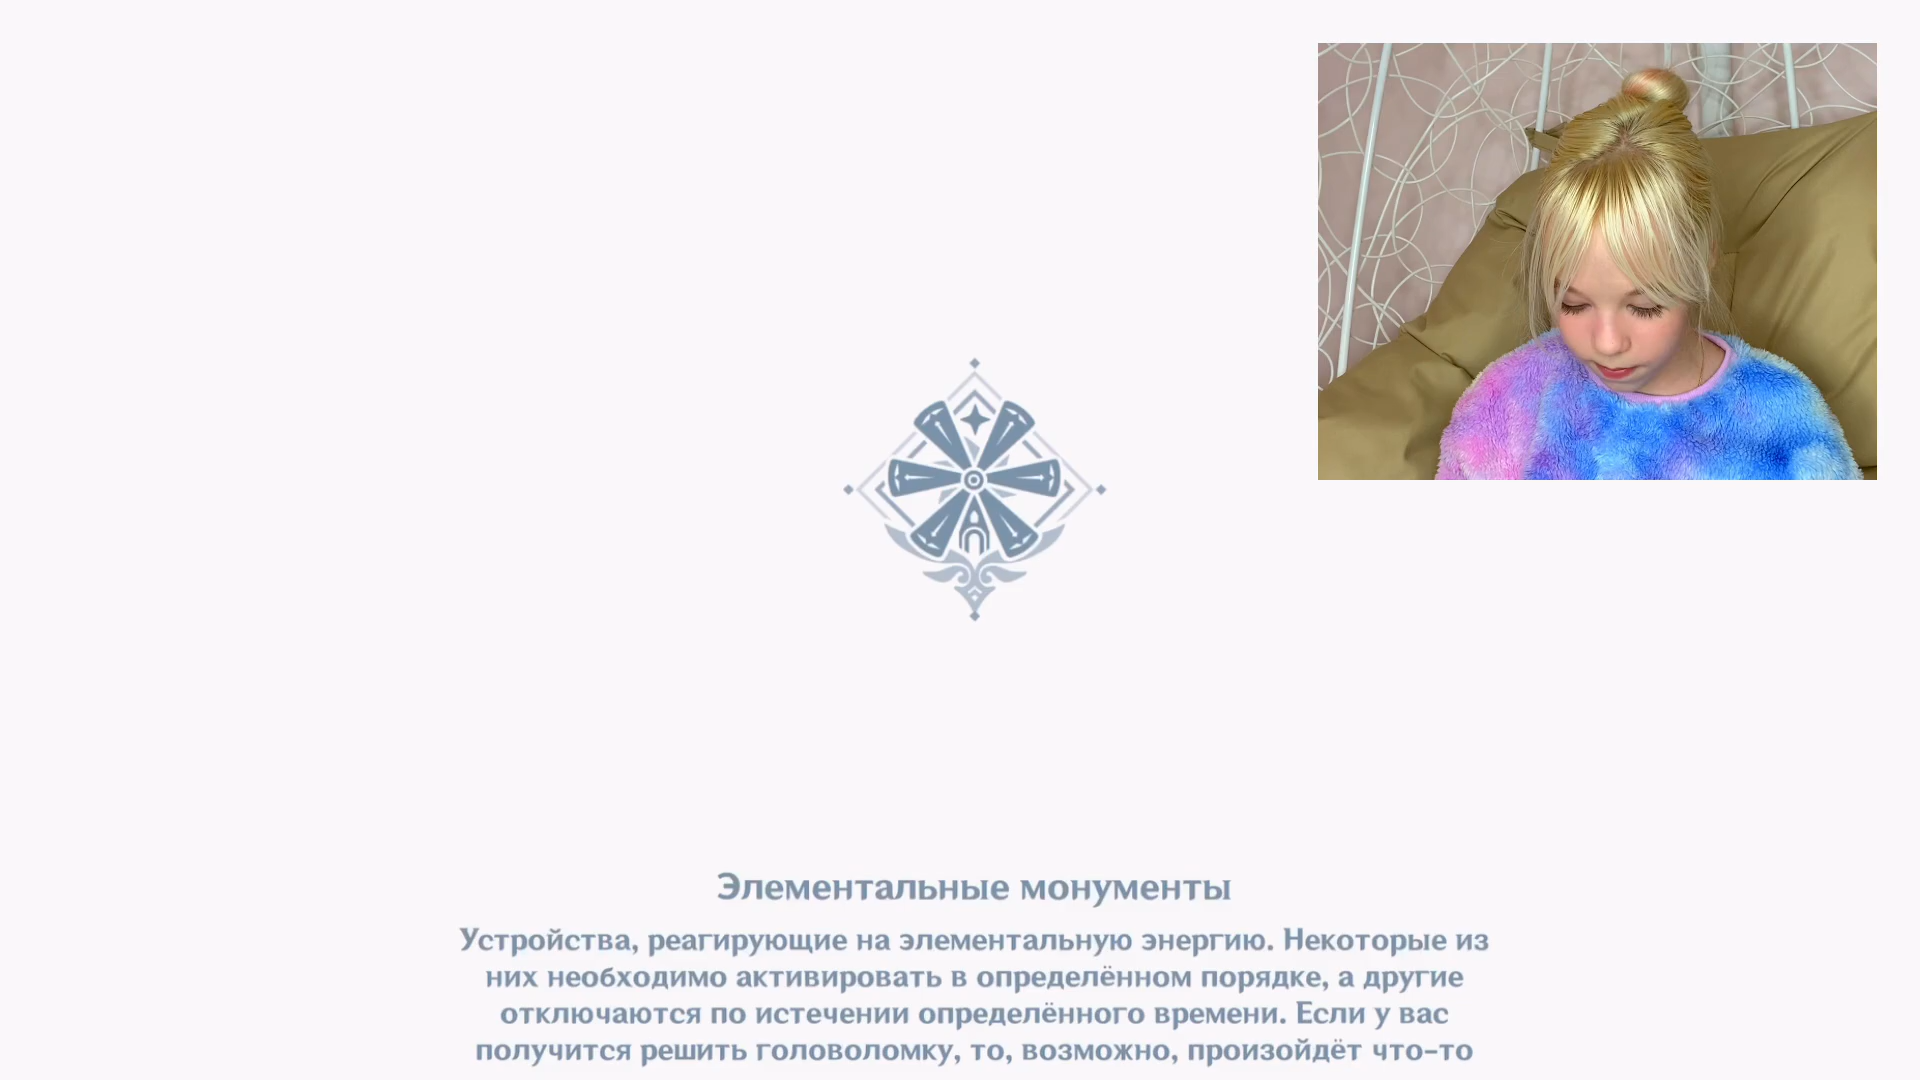 Элементальные монументы
Устройства, реагирующие на элементальную энергию. Некоторые из
них необходимо активировать в определённом порядке, а другие
отключаются по истечении определённого времени. Если у вас
получится решить головоломку, то, возможно, произойдёт что-то